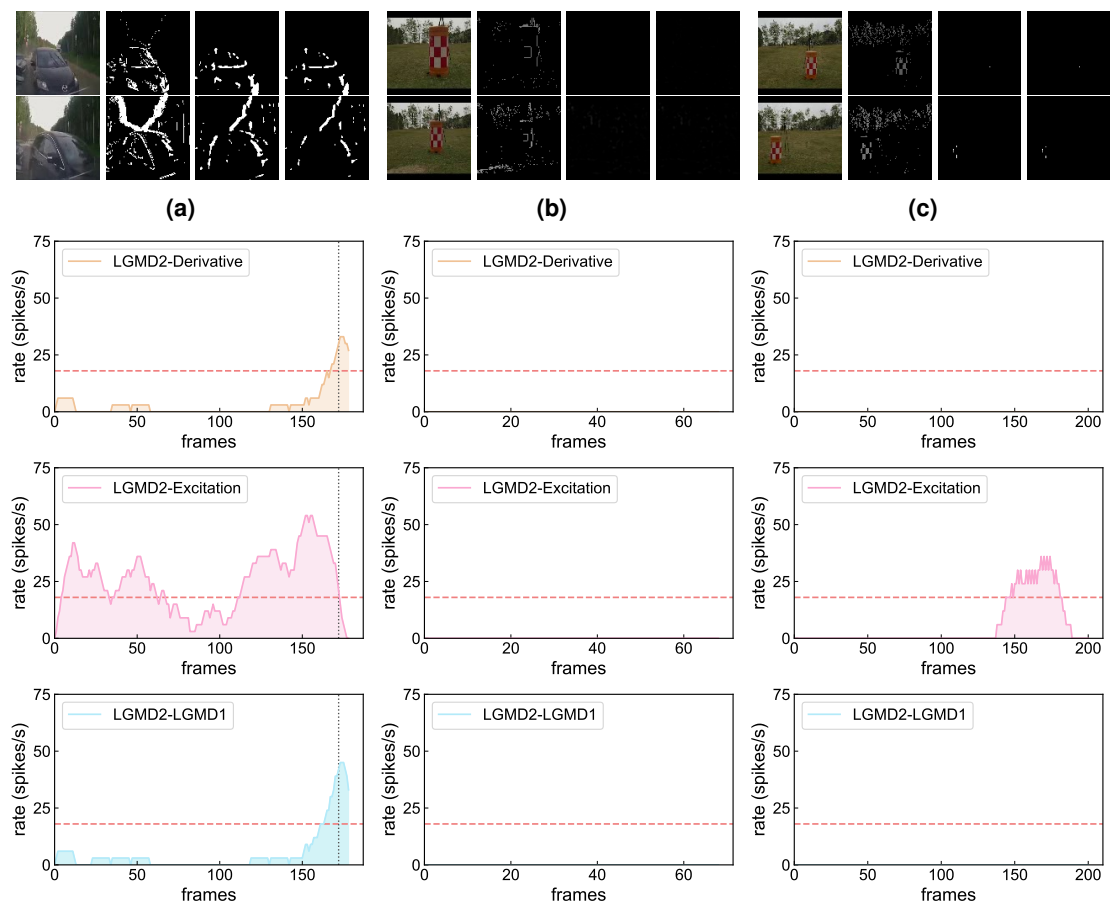 (a)
(b)
(c)
75
50
25
0
rate (spikes/s)
LGMD2-Derivative
0
50
100
150
frames
75
50
25
0
rate (spikes/s)
LGMD2-Derivative
0
20
40
60
frames
75
50
25
0
rate (spikes/s)
LGMD2-Derivative
0
50
100
150
200
frames
75
50
25
0
rate (spikes/s)
LGMD2-Excitation
0
50
100
150
frames
75
50
25
0
rate (spikes/s)
LGMD2-Excitation
0
20
40
60
frames
75
50
25
0
rate (spikes/s)
LGMD2-Excitation
0
50
100
150
200
frames
75
50
25
0
rate (spikes/s)
LGMD2-LGMD1
0
50
100
150
frames
75
50
25
0
rate (spikes/s)
LGMD2-LGMD1
0
20
40
60
frames
75
50
25
0
rate (spikes/s)
LGMD2-LGMD1
0
50
100
150
200
frames